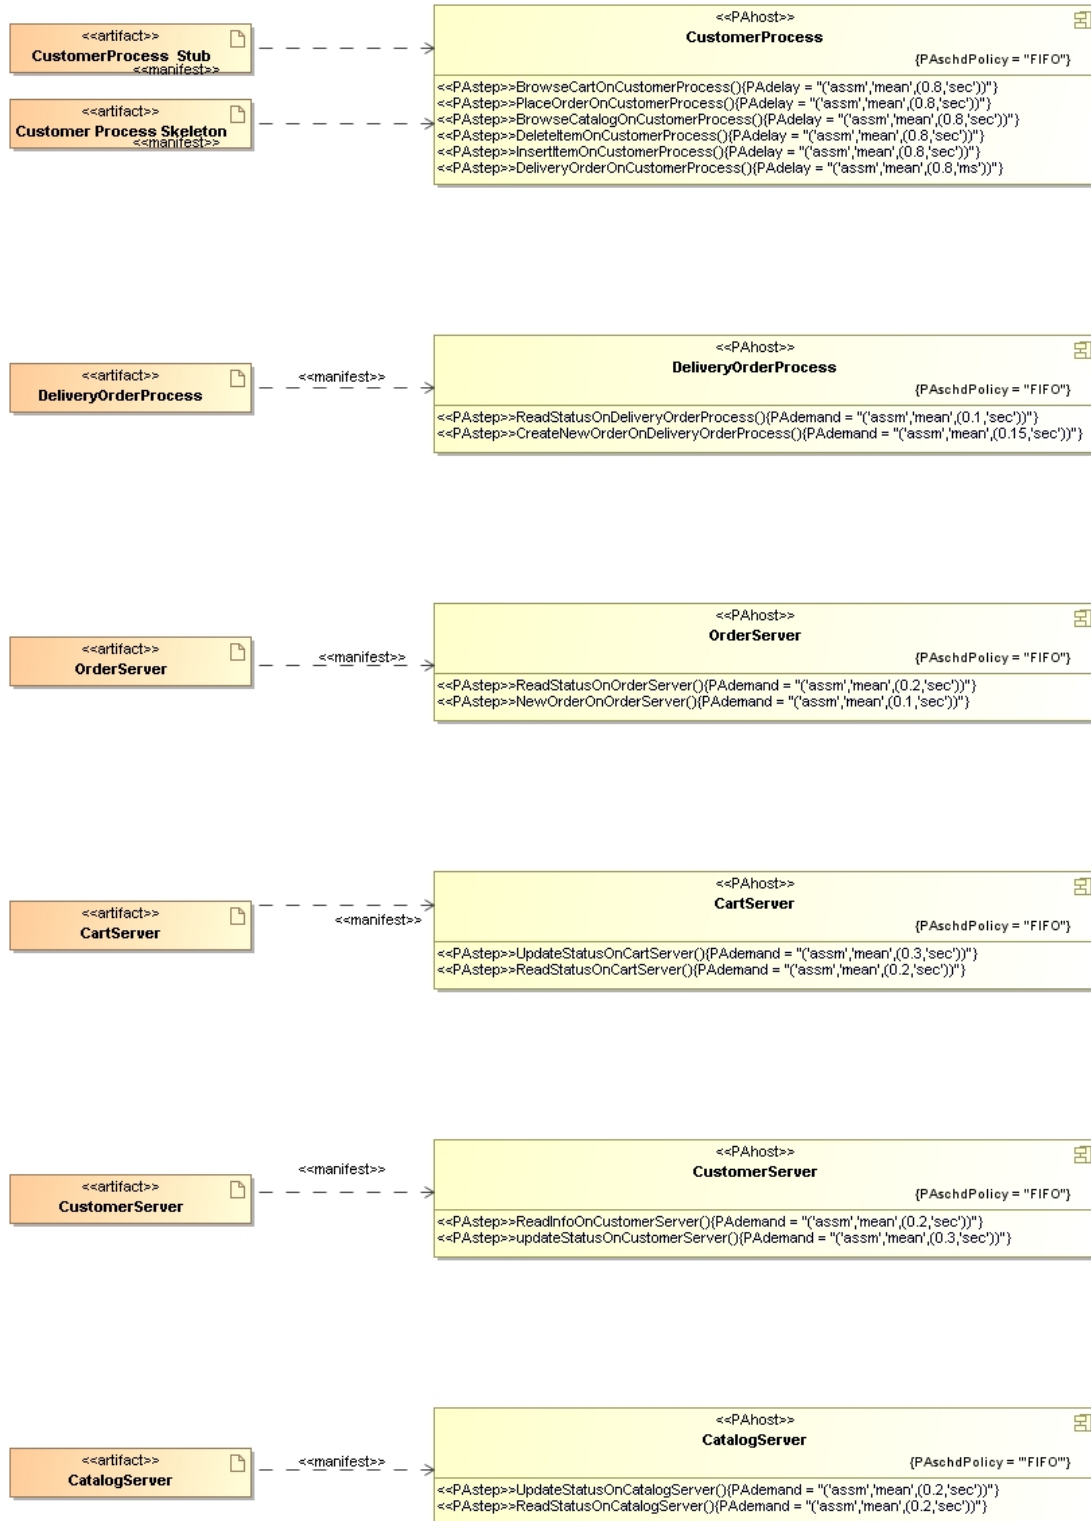 <<artifact>>
CustomerProcess Stub
<<manifest>>
<<PAhost>>
CustomerProcess
{PAschdPolicy = "FIFO"}
<<artifact>>
Customer Process Skeleton
<<manifest>>
<<PAstep>>BrowseCartOnCustomerProcess(){PAdelay = "('assm','mean',(0.8,'sec'))"}
<<PAstep>>PlaceOrderOnCustomerProcess(){PAdelay = "('assm','mean',(0.8,'sec'))"}
<<PAstep>>BrowseCatalogOnCustomerProcess(){PAdelay = "('assm','mean',(0.8,'sec'))"}
<<PAstep>>DeleteItemOnCustomerProcess(){PAdelay = "('assm','mean',(0.8,'sec'))"}
<<PAstep>>InsertItemOnCustomerProcess(){PAdelay = "('assm','mean',(0.8,'sec'))"}
<<PAstep>>DeliveryOrderOnCustomerProcess(){PAdelay = "('assm','mean',(0.8,'ms'))"}
<<artifact>>
DeliveryOrderProcess
<<manifest>>
<<PAhost>>
DeliveryOrderProcess
{PAschdPolicy = "FIFO"}
<<PAstep>>ReadStatusOnDeliveryOrderProcess(){PAdemand = "('assm','mean',(0.1,'sec'))"}
<<PAstep>>CreateNewOrderOnDeliveryOrderProcess(){PAdemand = "('assm','mean',(0.15,'sec'))"}
<<artifact>>
OrderServer
<<manifest>>
<<PAhost>>
OrderServer
{PAschdPolicy = "FIFO"}
<<PAstep>>ReadStatusOnOrderServer(){PAdemand = "('assm','mean',(0.2,'sec'))"}
<<PAstep>>NewOrderOnOrderServer(){PAdemand = "('assm','mean',(0.1,'sec'))"}
<<artifact>>
CartServer
<<manifest>>
<<PAhost>>
CartServer
{PAschdPolicy = "FIFO"}
<<PAstep>>UpdateStatusOnCartServer(){PAdemand = "('assm','mean',(0.3,'sec'))"}
<<PAstep>>ReadStatusOnCartServer(){PAdemand = "('assm','mean',(0.2,'sec'))"}
<<artifact>>
CustomerServer
<<manifest>>
<<PAhost>>
CustomerServer
{PAschdPolicy = "FIFO"}
<<PAstep>>ReadInfoOnCustomerServer(){PAdemand = "('assm','mean',(0.2,'sec'))"}
<<PAstep>>updateStatusOnCustomerServer(){PAdemand = "('assm','mean',(0.3,'sec'))"}
<<artifact>>
CatalogServer
<<manifest>>
<<PAhost>>
CatalogServer
{PAschdPolicy = "'FIFO'"}
<<PAstep>>UpdateStatusOnCatalogServer(){PAdemand = "('assm','mean',(0.2,'sec'))"}
<<PAstep>>ReadStatusOnCatalogServer(){PAdemand = "('assm','mean',(0.2,'sec'))"}